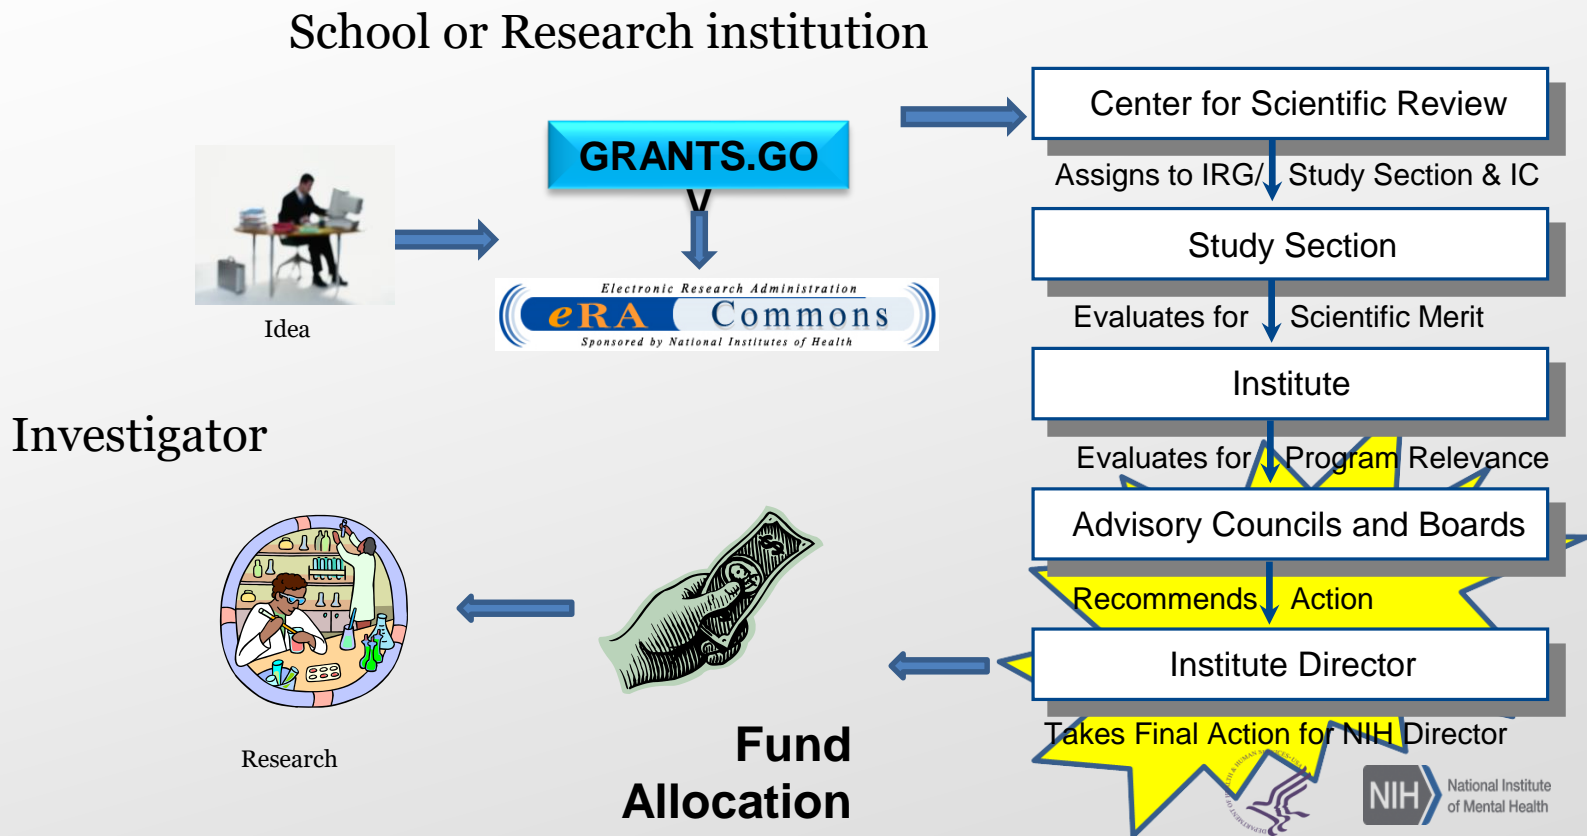 School or Research institution
Center for Scientific Review
GRANTS.GO
V
Assigns to IRG/ Study Section & IC
Study Section
Electronic Research Administration
eRA Commons
Sponsored by National Institutes of Health
Idea
Evaluates for Scientific Merit
Institute
Investigator
Evaluates for Program Relevance
Advisory Councils and Boards
Recommends Action
Institute Director
Takes Final Action for NIH Director
Fund
Allocation
Research
NIH
National Institute
of Mental Health